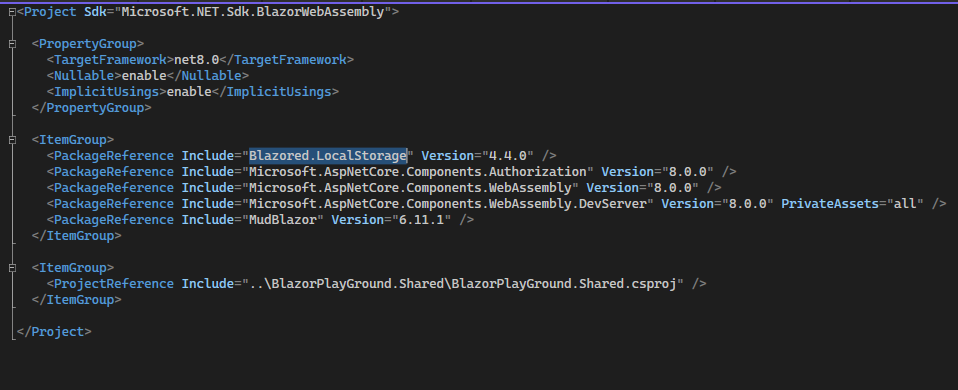 <Project Sdk="Microsoft.NET.Sdk.BlazorWebAssembly">
<PropertyGroup>
<TargetFramework>net8.0</TargetFramework>
<Nullable>enable</Nullable>
<ImplicitUsings>enable</ImplicitUsings>
</PropertyGroup>
<ItemGroup>
<PackageReference Include="Blazored.LocalStorage" Version="4.4.0" />
<PackageReference Include="Microsoft.AspNetCore.Components.Authorization" Version="8.0.0" />
<PackageReference Include="Microsoft.AspNetCore.Components.WebAssembly" Version="8.0.0" />
<PackageReference Include="Microsoft.AspNetCore.Components.WebAssembly.DevServer" Version="8.0.0" PrivateAssets="all" />
<PackageReference Include="MudBlazor" Version="6.11.1" />
</ItemGroup>
<ItemGroup>
<ProjectReference Include="..\BlazorPlayGround.Shared\BlazorPlayGround.Shared.csproj" />
</ItemGroup>
</Project>